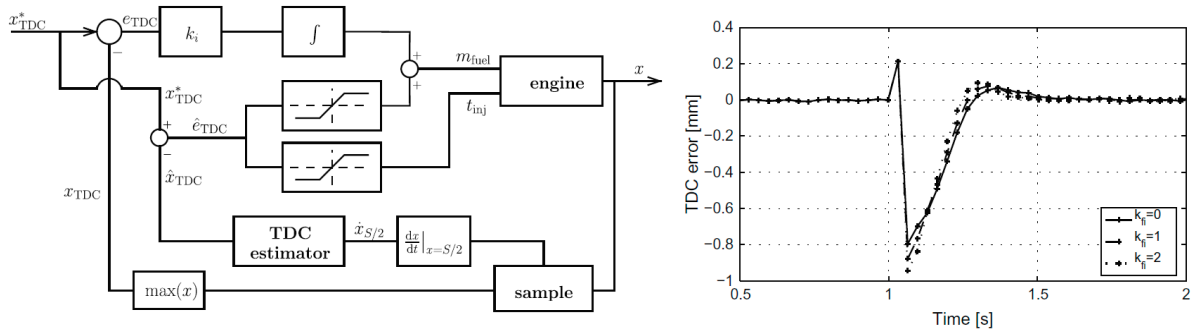 x*TDC
eTDC
−
ki
∫
+
+
mfuel
engine
x
x*TDC
+
−
êTDC
tinj
x̂TDC
xTDC
TDC
estimator
ẋS/2
dx/dt|x=S/2
max(x)
sample
TDC error [mm]
0.4
0.2
0
−0.2
−0.4
−0.6
−0.8
−1
0.5
1
1.5
2
Time [s]
kfi=0
kfi=1
kfi=2